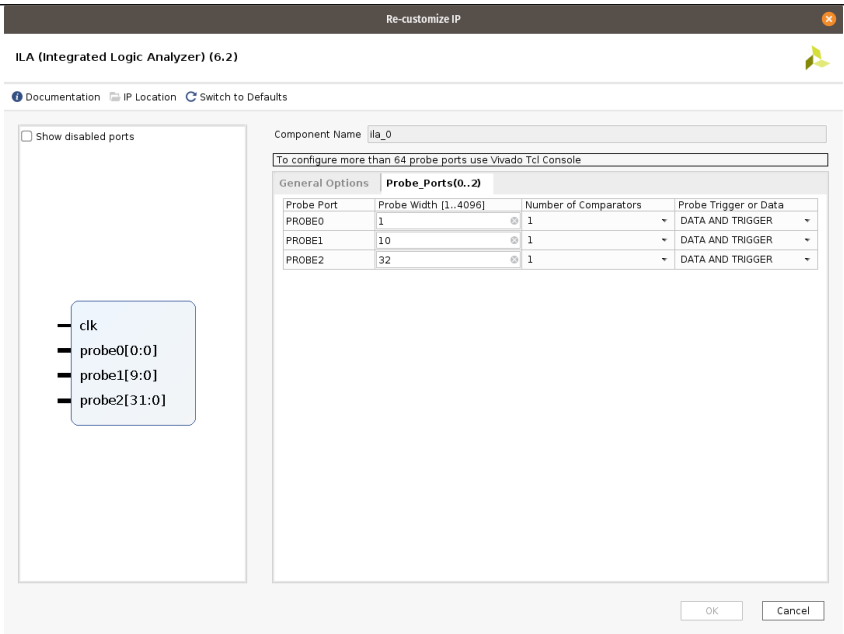 Re-customize IP
ILA (Integrated Logic Analyzer) (6.2)
Documentation IP Location Switch to Defaults
Show disabled ports
clk
probe0[0:0]
probe1[9:0]
probe2[31:0]
Component Name ila_0
To configure more than 64 probe ports use Vivado Tcl Console
General Options Probe_Ports(0..2)
Probe Port Probe Width [1..4096] Number of Comparators Probe Trigger or Data
PROBE0 1 1 DATA AND TRIGGER
PROBE1 10 1 DATA AND TRIGGER
PROBE2 32 1 DATA AND TRIGGER
OK Cancel